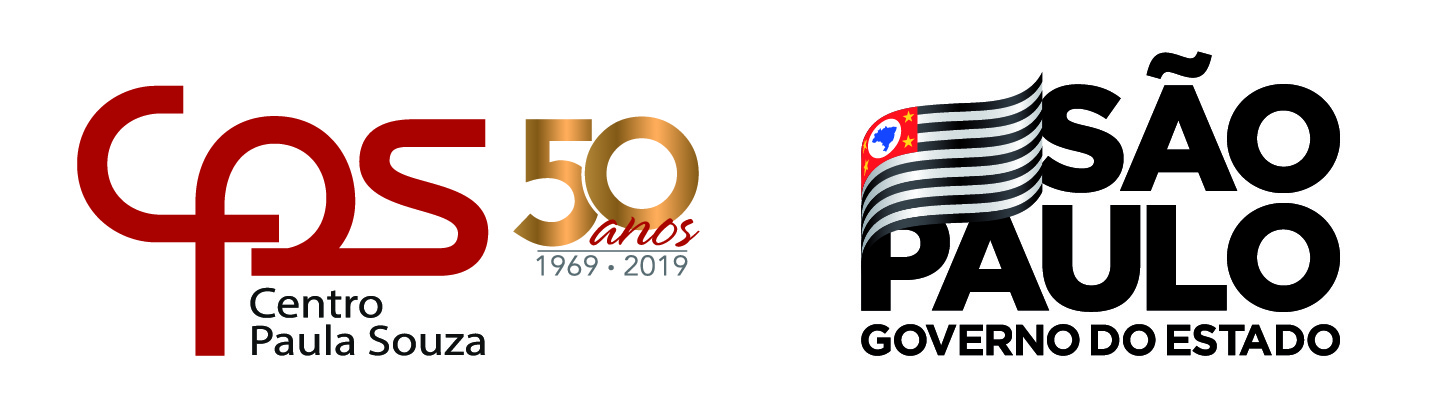 cps
Centro
Paula Souza
50
anos
1969 • 2019
SÃO
PAULO
GOVERNO DO ESTADO